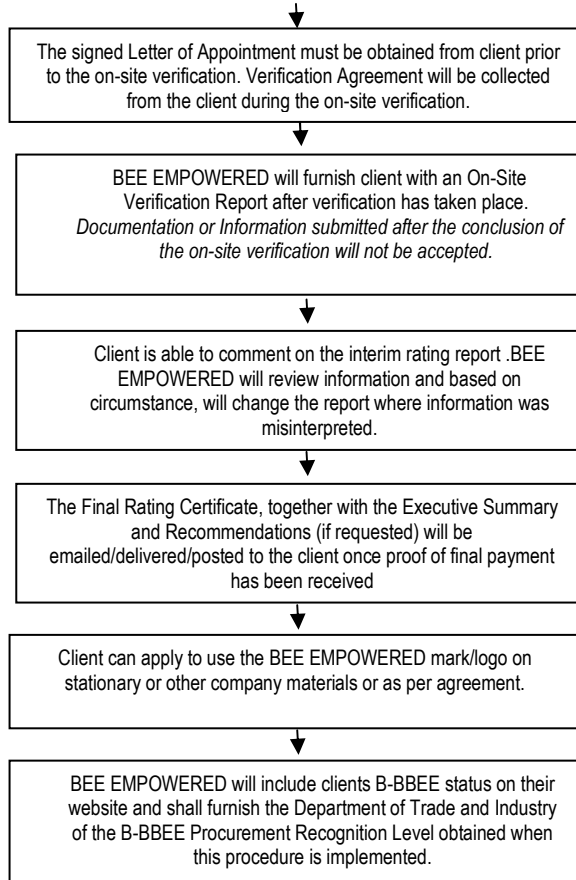 The signed Letter of Appointment must be obtained from client prior
to the on-site verification. Verification Agreement will be collected
from the client during the on-site verification.
BEE EMPOWERED will furnish client with an On-Site
Verification Report after verification has taken place.
Documentation or Information submitted after the conclusion of
the on-site verification will not be accepted.
Client is able to comment on the interim rating report .BEE
EMPOWERED will review information and based on
circumstance, will change the report where information was
misinterpreted.
The Final Rating Certificate, together with the Executive Summary
and Recommendations (if requested) will be
emailed/delivered/posted to the client once proof of final payment
has been received
Client can apply to use the BEE EMPOWERED mark/logo on
stationary or other company materials or as per agreement.
BEE EMPOWERED will include clients B-BBEE status on their
website and shall furnish the Department of Trade and Industry
of the B-BBEE Procurement Recognition Level obtained when
this procedure is implemented.